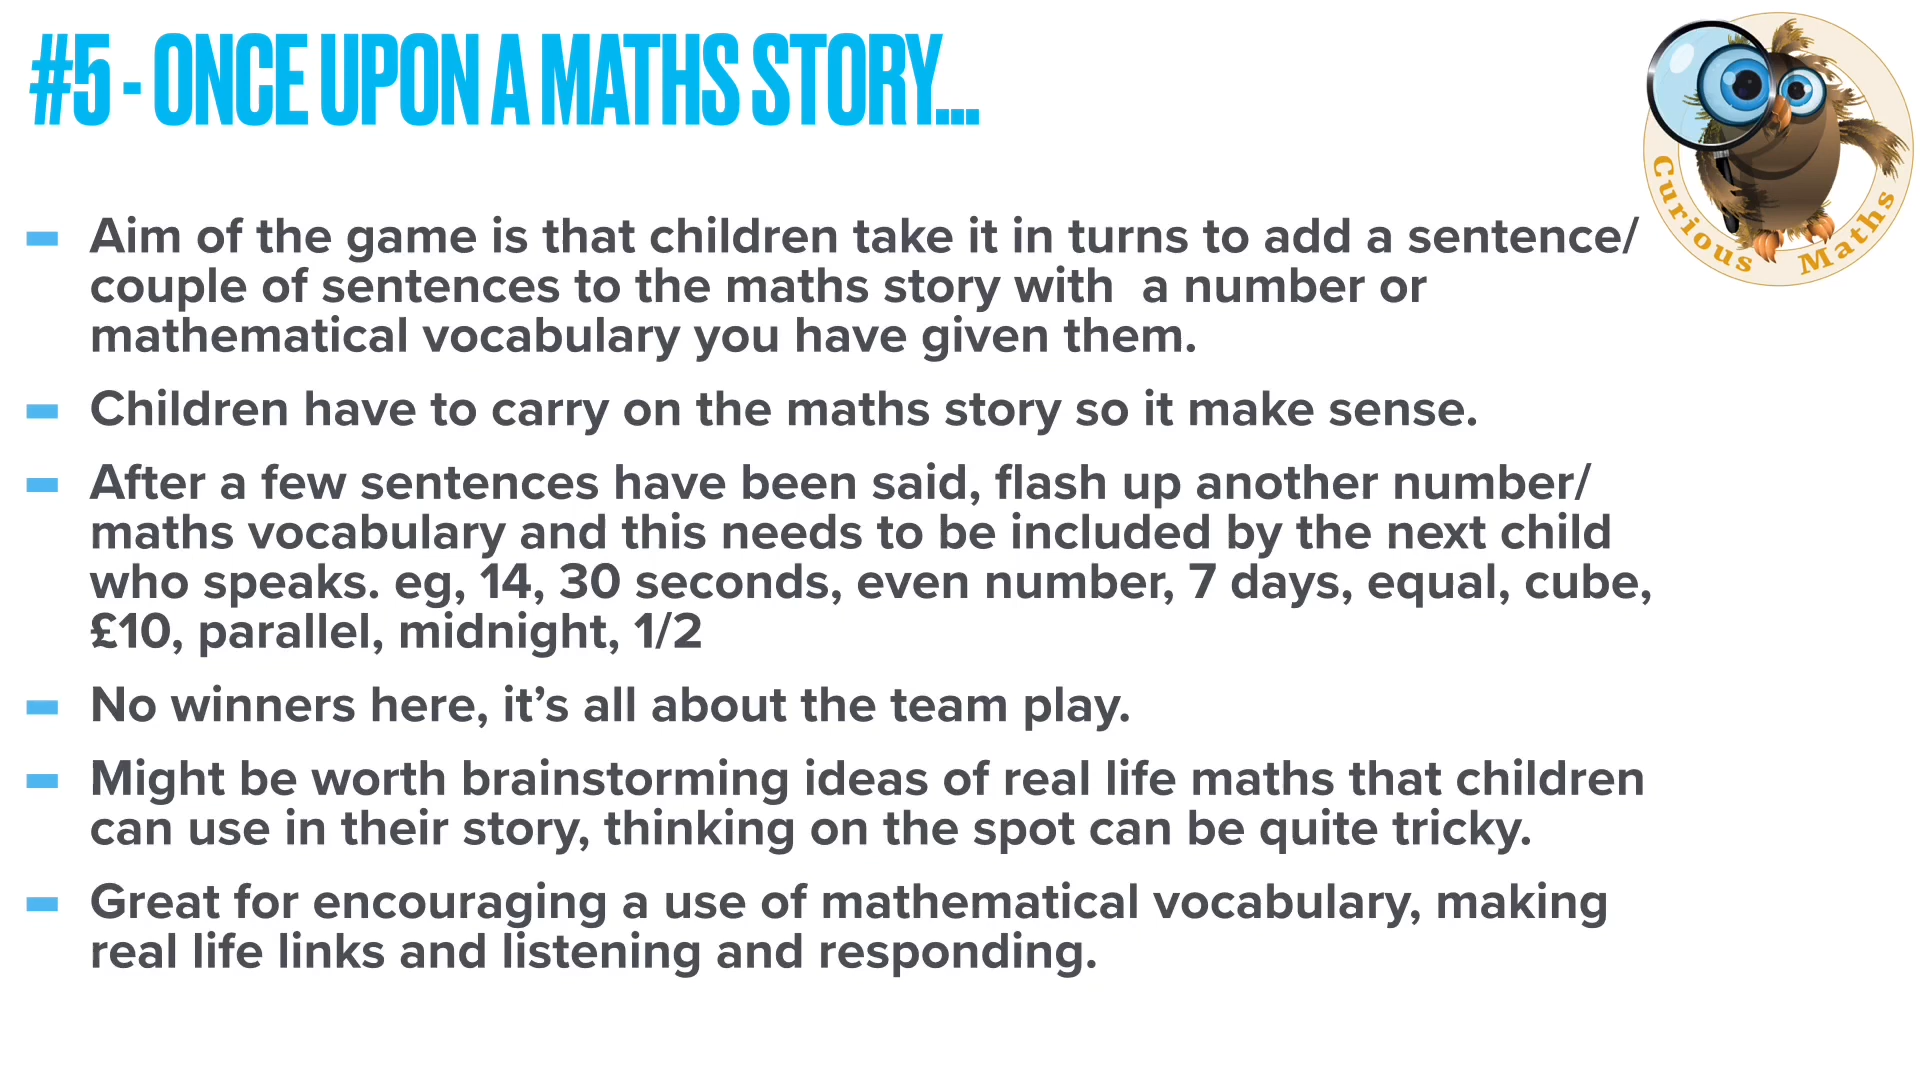 #5 - ONCE UPON A MATHS STORY...
Curious Maths
Aim of the game is that children take it in turns to add a sentence/
couple of sentences to the maths story with  a number or
mathematical vocabulary you have given them.
Children have to carry on the maths story so it make sense.
After a few sentences have been said, flash up another number/
maths vocabulary and this needs to be included by the next child
who speaks. eg, 14, 30 seconds, even number, 7 days, equal, cube,
£10, parallel, midnight, 1/2
No winners here, it’s all about the team play.
Might be worth brainstorming ideas of real life maths that children
can use in their story, thinking on the spot can be quite tricky.
Great for encouraging a use of mathematical vocabulary, making
real life links and listening and responding.